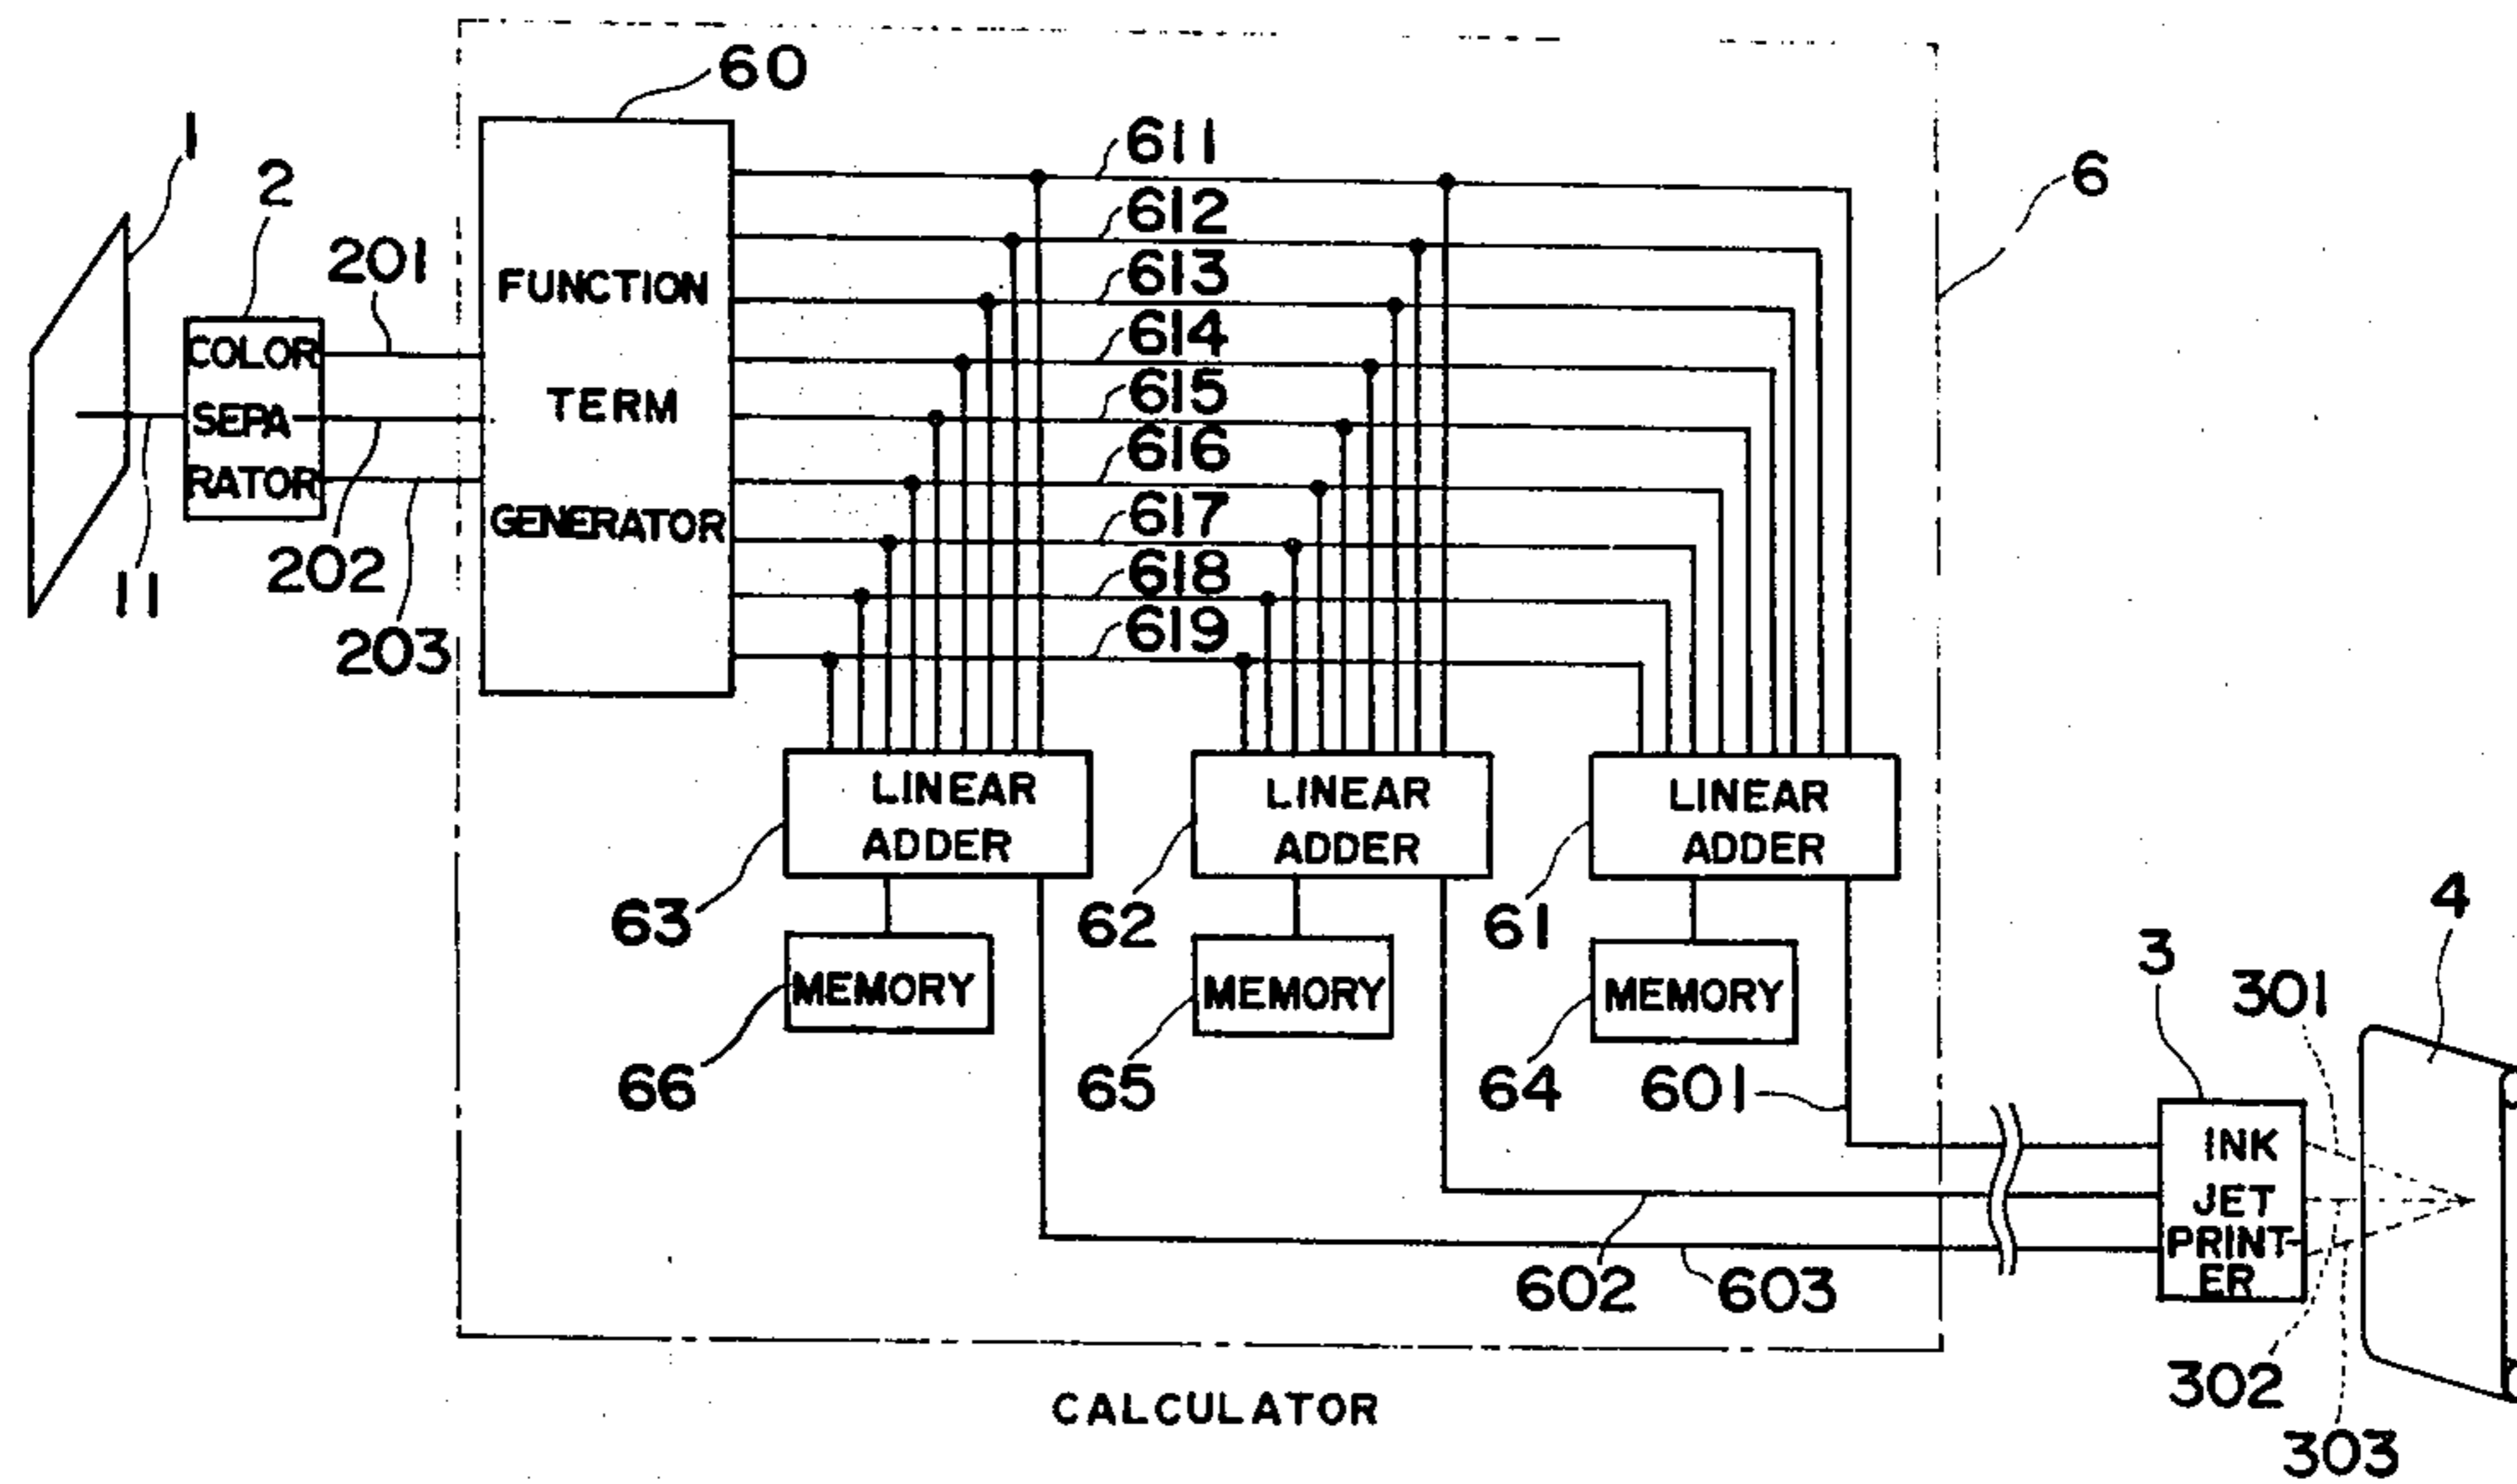 60
1
2
201
611
612
613
614
615
616
617
618
619
6
FUNCTION
TERM
GENERATOR
COLOR
SEPA-
RATOR
11
202
203
LINEAR
ADDER
LINEAR
ADDER
LINEAR
ADDER
63
62
61
MEMORY
MEMORY
MEMORY
66
65
64
601
3
301
4
INK
JET
PRINT-
ER
602
603
302
303
CALCULATOR